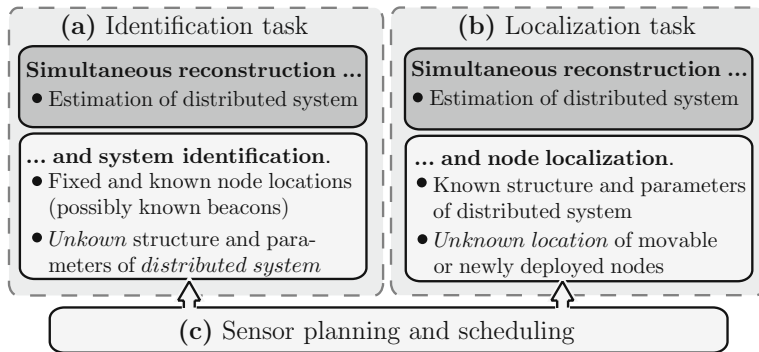 (a) Identification task
Simultaneous reconstruction ...
• Estimation of distributed system
... and system identification.
• Fixed and known node locations
(possibly known beacons)
• Unkown structure and para-
meters of distributed system
(b) Localization task
Simultaneous reconstruction ...
• Estimation of distributed system
... and node localization.
• Known structure and parameters
of distributed system
• Unknown location of movable
or newly deployed nodes
(c) Sensor planning and scheduling